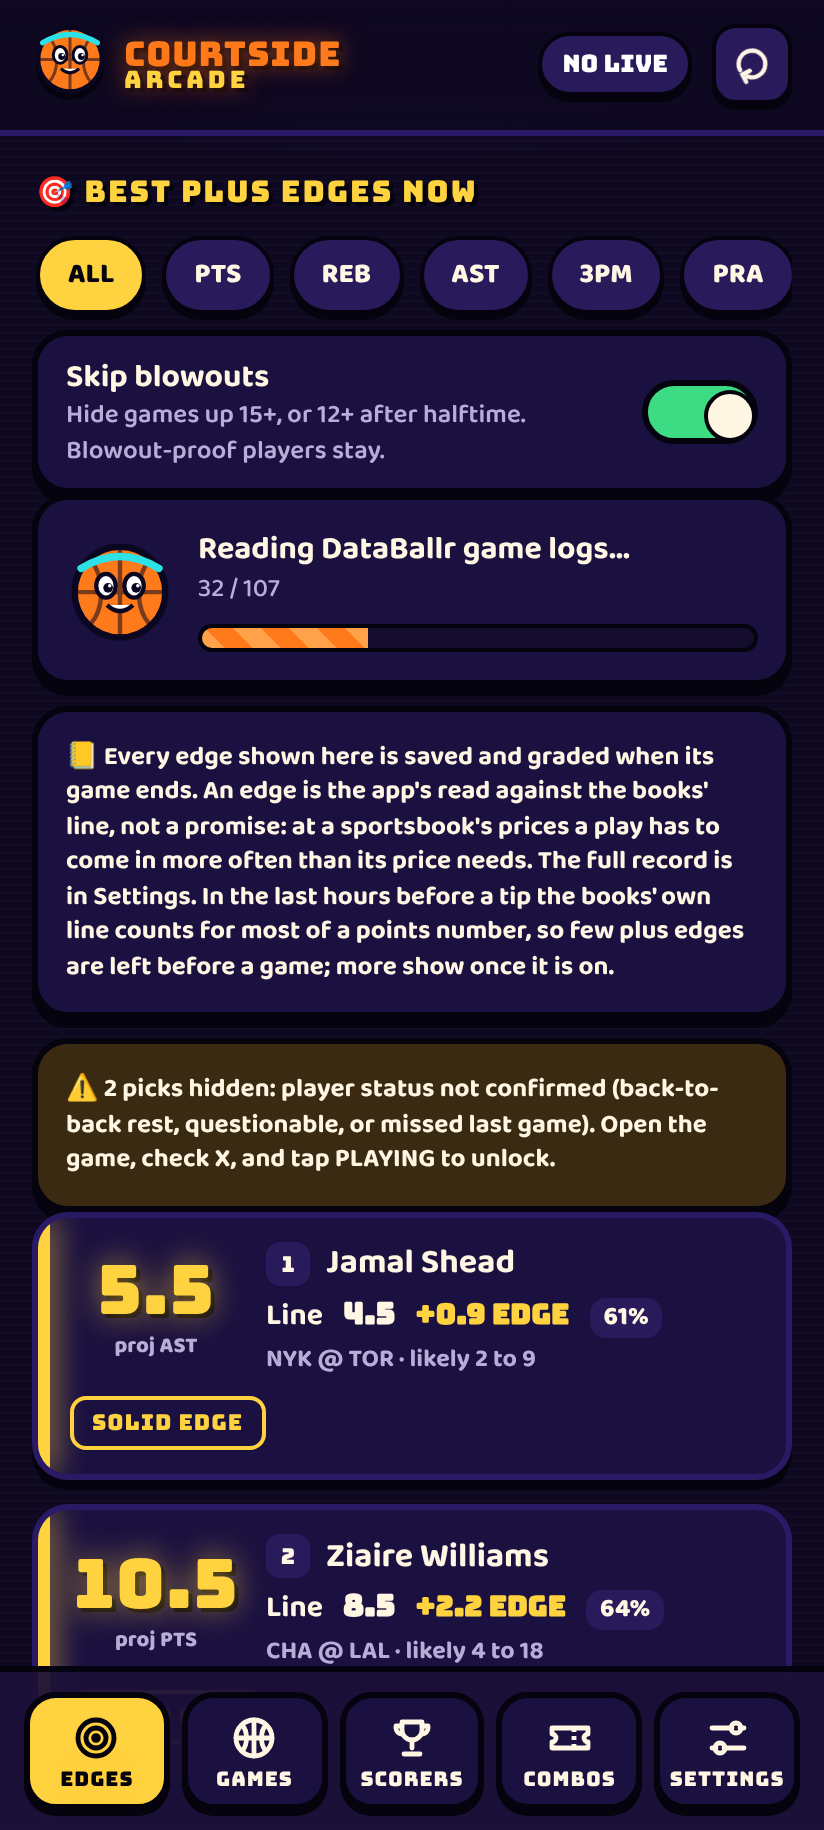 COURTSIDE
ARCADE
NO LIVE
🎯 BEST PLUS EDGES NOW
ALL PTS REB AST 3PM PRA
Skip blowouts
Hide games up 15+, or 12+ after halftime.
Blowout-proof players stay.
Reading DataBallr game logs...
32 / 107
📒 Every edge shown here is saved and graded when its
game ends. An edge is the app's read against the books'
line, not a promise: at a sportsbook's prices a play has to
come in more often than its price needs. The full record is
in Settings. In the last hours before a tip the books' own
line counts for most of a points number, so few plus edges
are left before a game; more show once it is on.
⚠️ 2 picks hidden: player status not confirmed (back-to-
back rest, questionable, or missed last game). Open the
game, check X, and tap PLAYING to unlock.
5.5
proj AST
1 Jamal Shead
Line 4.5 +0.9 EDGE 61%
NYK @ TOR · likely 2 to 9
SOLID EDGE
10.5
proj PTS
2 Ziaire Williams
Line 8.5 +2.2 EDGE 64%
CHA @ LAL · likely 4 to 18
EDGES GAMES SCORERS COMBOS SETTINGS